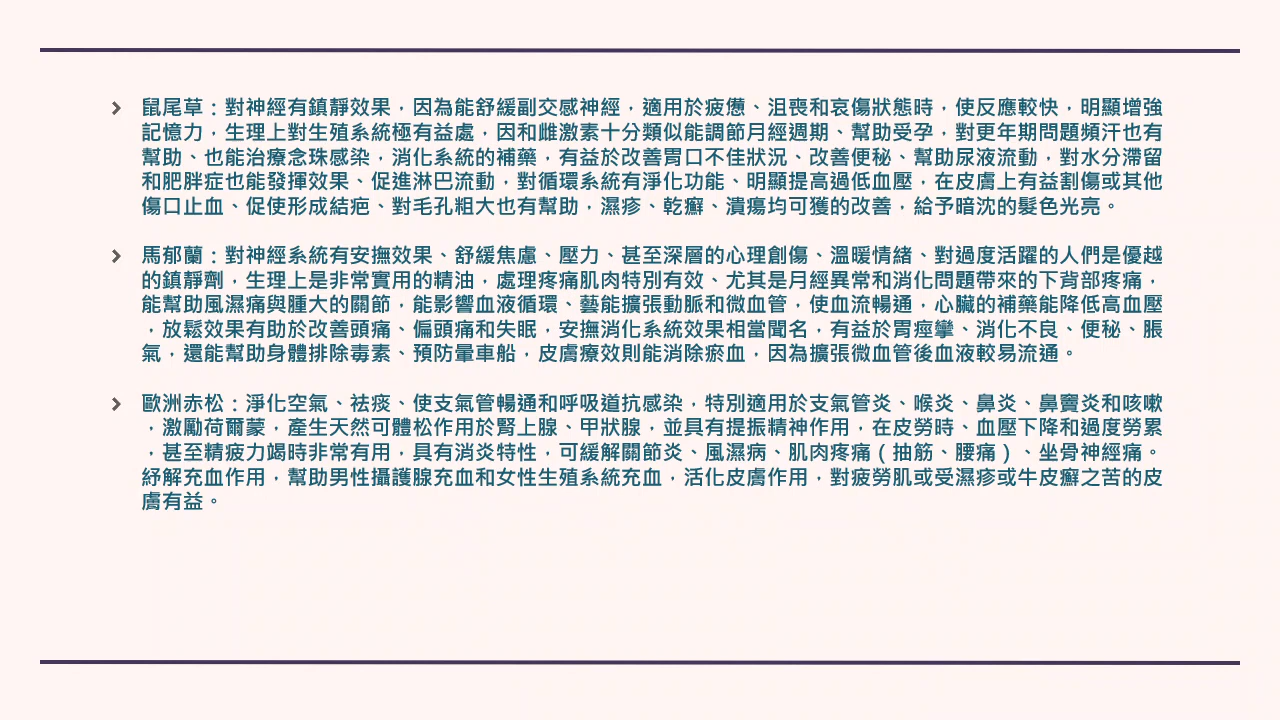 鼠尾草：對神經有鎮靜效果，因為能舒緩副交感神經，適用於疲憊、沮喪和哀傷狀態時，使反應較快，明顯增強
記憶力，生理上對生殖系統極有益處，因和雌激素十分類似能調節月經週期、幫助受孕，對更年期問題頻汗也有
幫助、也能治療念珠感染，消化系統的補藥，有益於改善胃口不佳狀況、改善便秘、幫助尿液流動，對水分滯留
和肥胖症也能發揮效果、促進淋巴流動，對循環系統有淨化功能、明顯提高過低血壓，在皮膚上有益割傷或其他
傷口止血、促使形成結疤、對毛孔粗大也有幫助，濕疹、乾癬、潰瘍均可獲的改善，給予暗沈的髮色光亮。
馬郁蘭：對神經系統有安撫效果、舒緩焦慮、壓力、甚至深層的心理創傷、溫暖情緒、對過度活躍的人們是優越
的鎮靜劑，生理上是非常實用的精油，處理疼痛肌肉特別有效、尤其是月經異常和消化問題帶來的下背部疼痛，
能幫助風濕痛與腫大的關節，能影響血液循環、藝能擴張動脈和微血管，使血流暢通，心臟的補藥能降低高血壓
，放鬆效果有助於改善頭痛、偏頭痛和失眠，安撫消化系統效果相當聞名，有益於胃痙攣、消化不良、便秘、脹
氣，還能幫助身體排除毒素、預防暈車船，皮膚療效則能消除瘀血，因為擴張微血管後血液較易流通。
歐洲赤松：淨化空氣、袪痰、使支氣管暢通和呼吸道抗感染，特別適用於支氣管炎、喉炎、鼻炎、鼻竇炎和咳嗽
，激勵荷爾蒙，產生天然可體松作用於腎上腺、甲狀腺，並具有提振精神作用，在皮勞時、血壓下降和過度勞累
，甚至精疲力竭時非常有用，具有消炎特性，可緩解關節炎、風濕病、肌肉疼痛（抽筋、腰痛）、坐骨神經痛。
紓解充血作用，幫助男性攝護腺充血和女性生殖系統充血，活化皮膚作用，對疲勞肌或受濕疹或牛皮癬之苦的皮
膚有益。